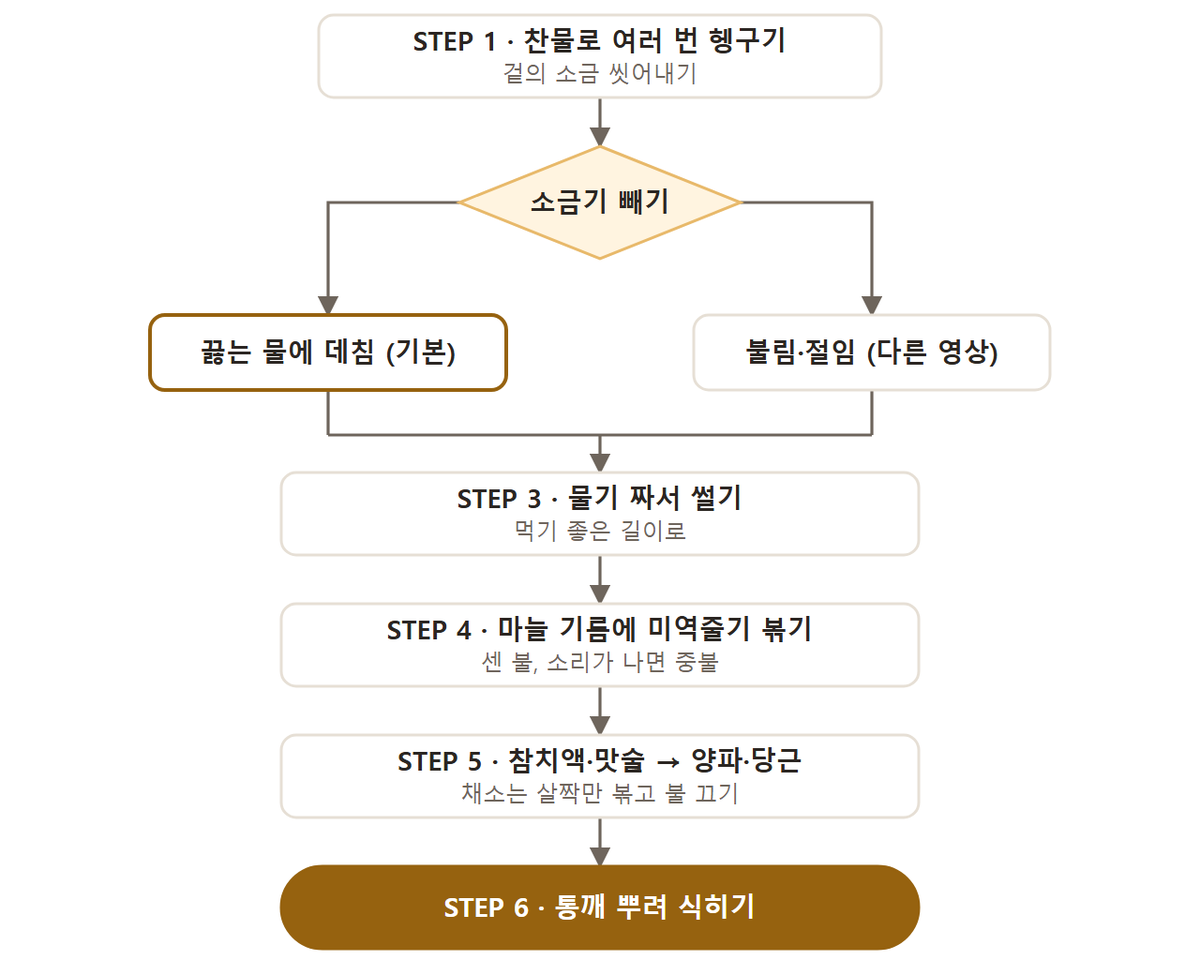 STEP 1 · 찬물로 여러 번 헹구기
겉의 소금 씻어내기
소금기 빼기
끓는 물에 데침 (기본)
불림·절임 (다른 영상)
STEP 3 · 물기 짜서 썰기
먹기 좋은 길이로
STEP 4 · 마늘 기름에 미역줄기 볶기
센 불, 소리가 나면 중불
STEP 5 · 참치액·맛술 → 양파·당근
채소는 살짝만 볶고 불 끄기
STEP 6 · 통깨 뿌려 식히기